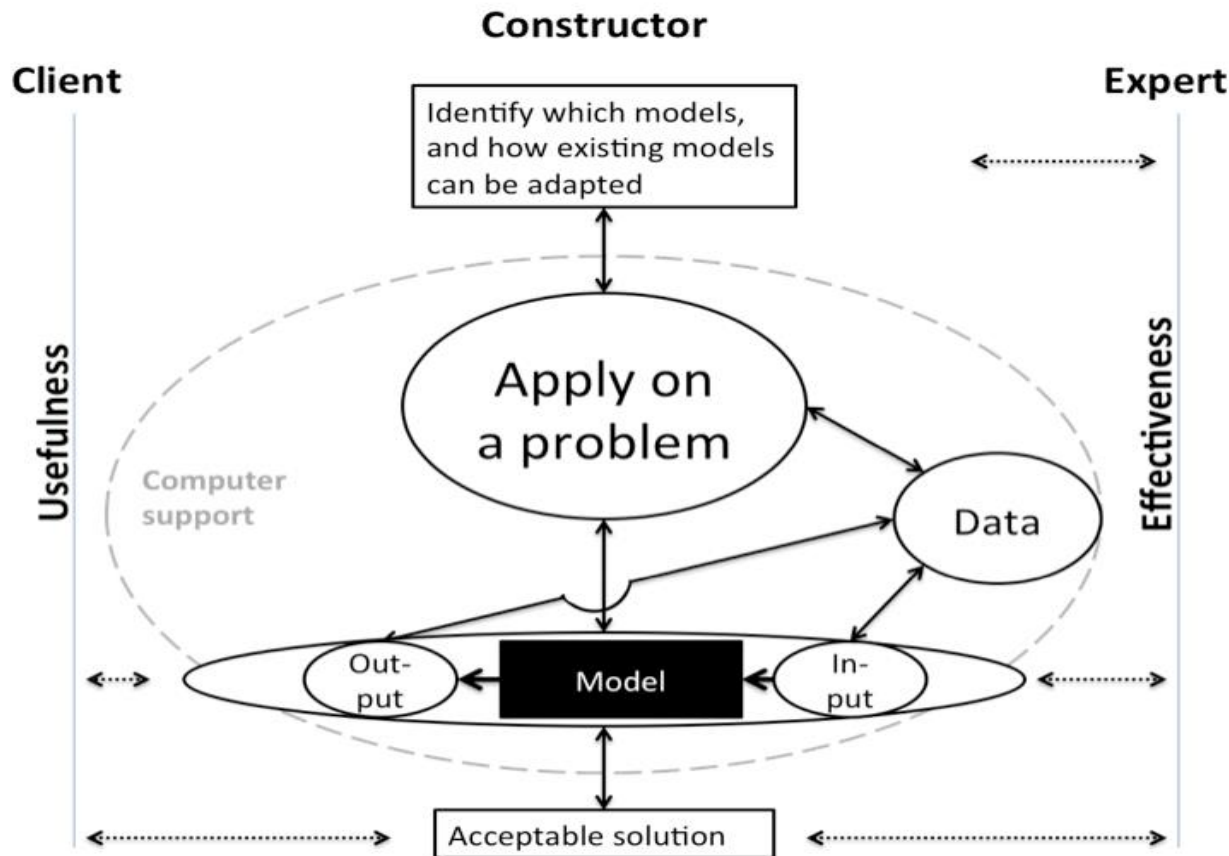 Constructor
Client
Expert
Identify which models,
and how existing models
can be adapted
Usefulness
Effectiveness
Apply on
a problem
Computer
support
Data
Out-
put
Model
In-
put
Acceptable solution